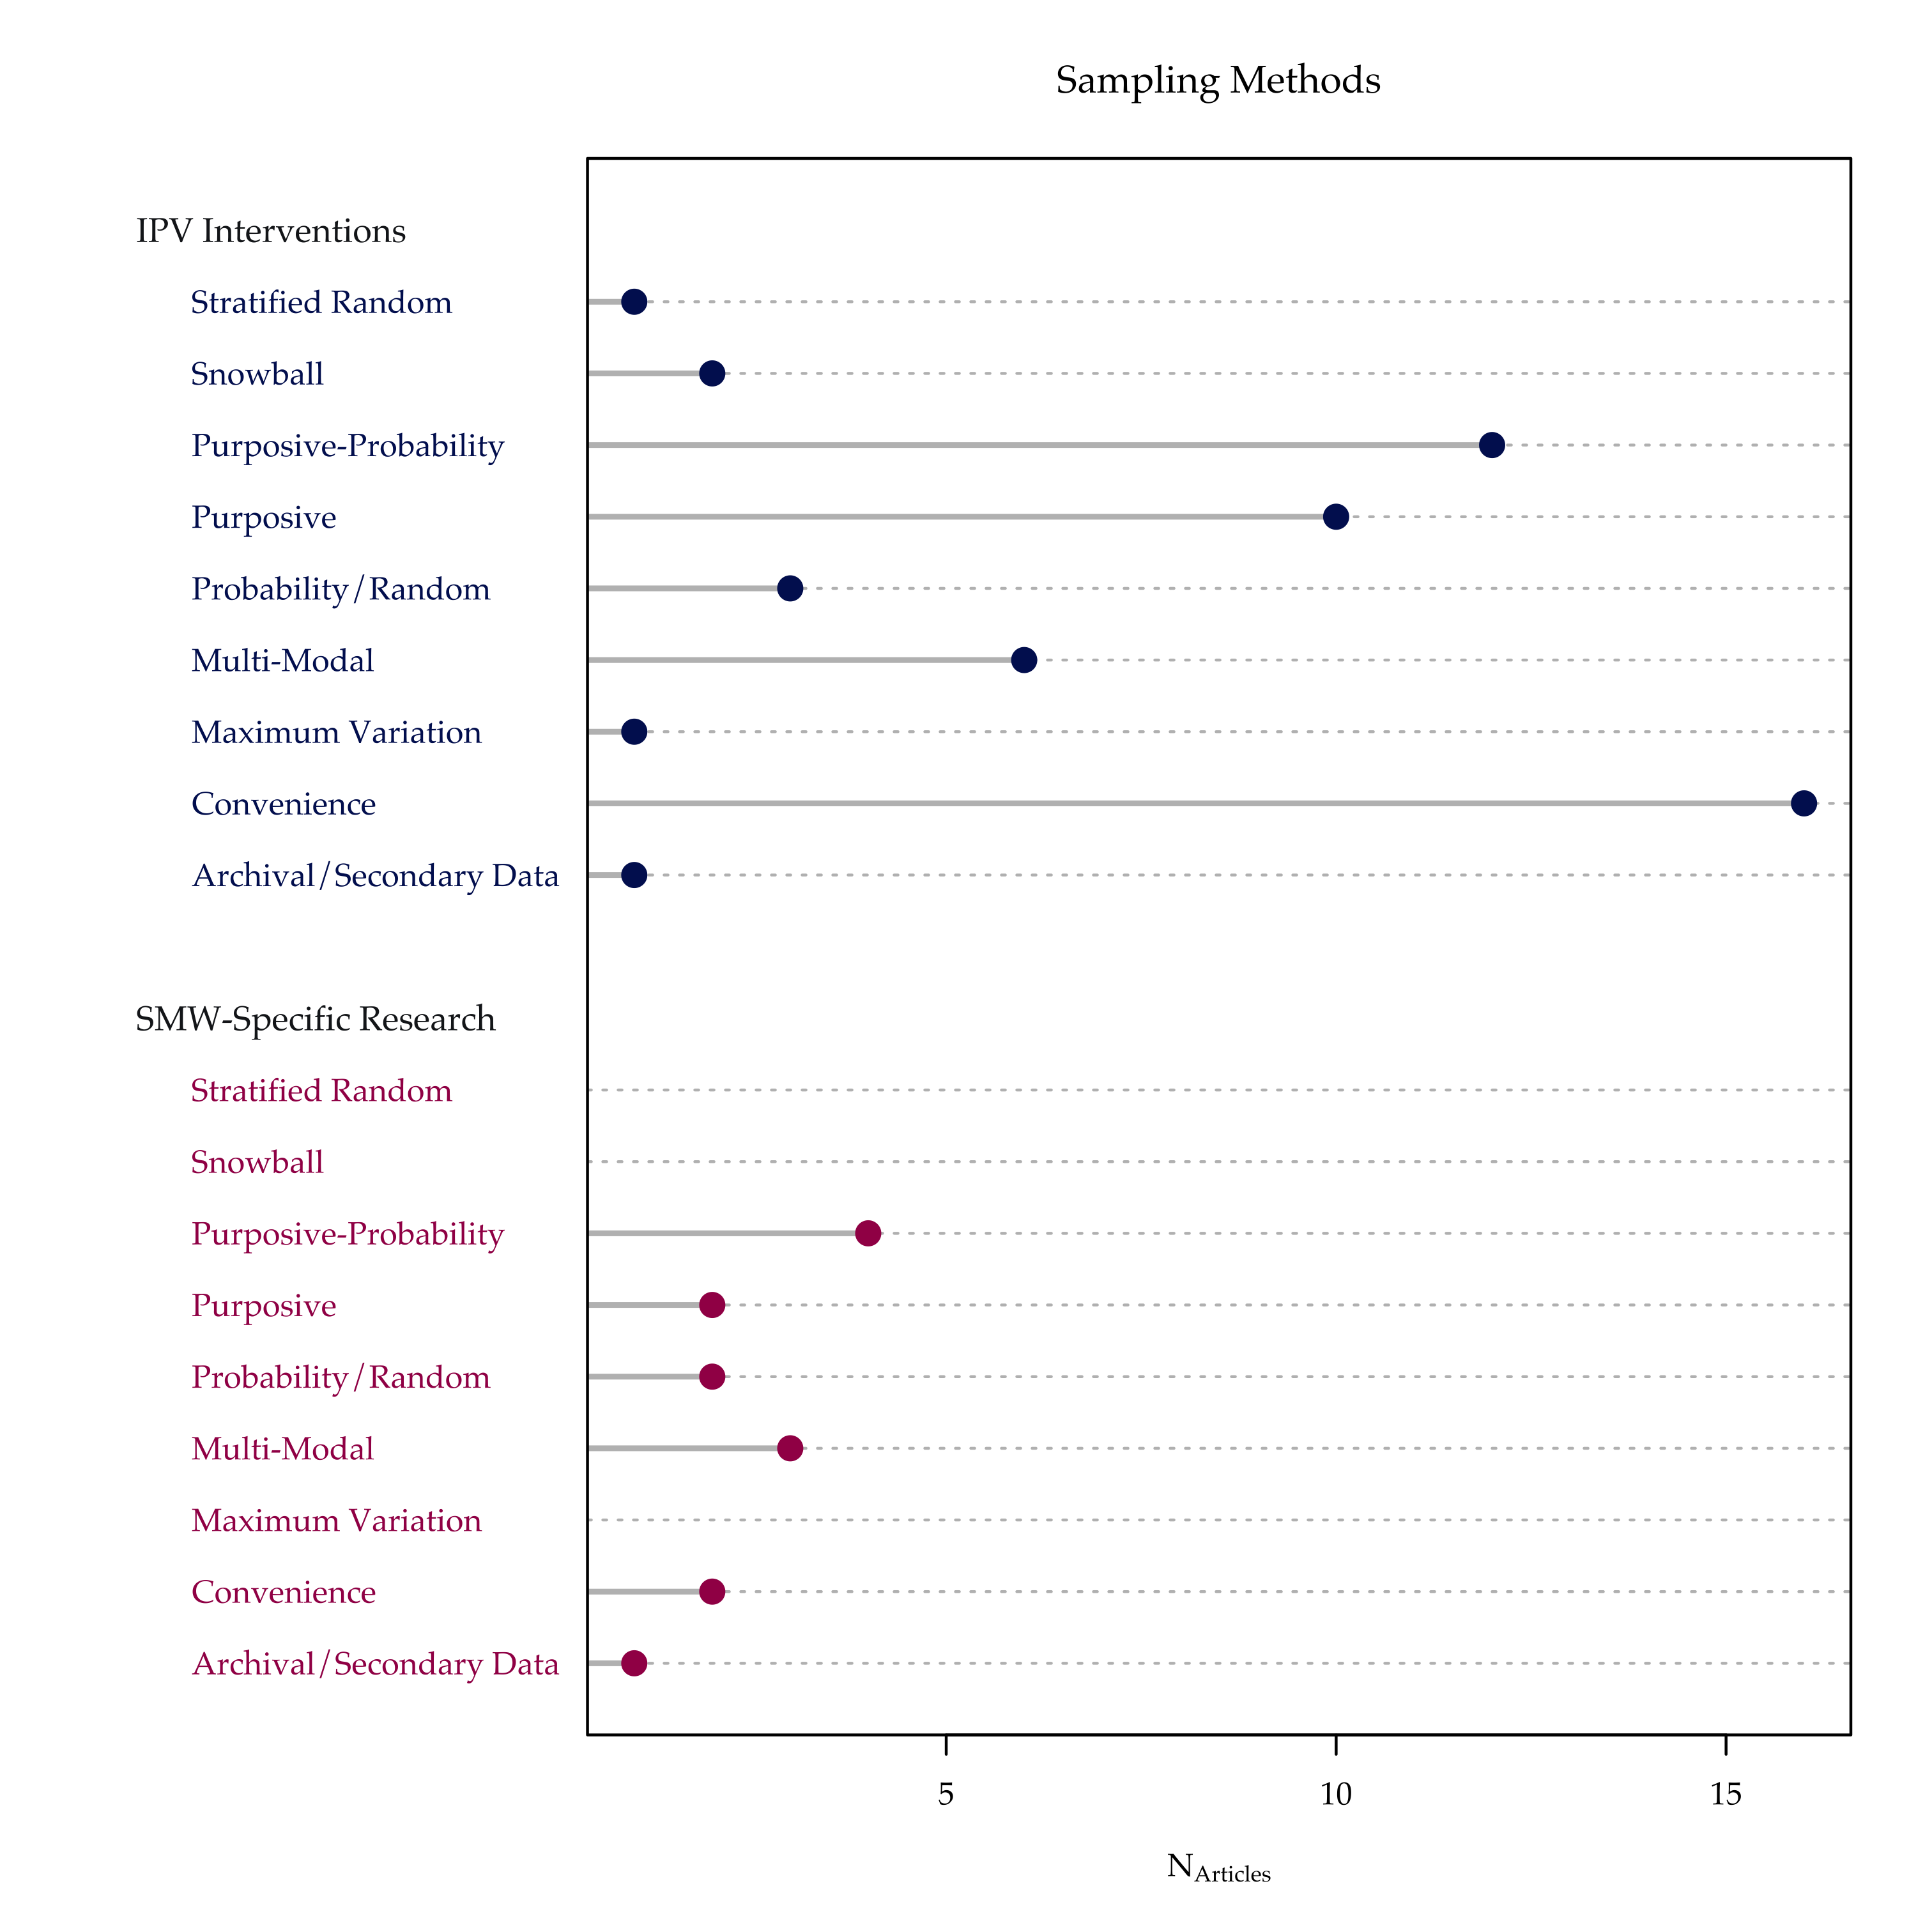 Sampling Methods
IPV Interventions
Stratified Random
Snowball
Purposive-Probability
Purposive
Probability/Random
Multi-Modal
Maximum Variation
Convenience
Archival/Secondary Data
SMW-Specific Research
Stratified Random
Snowball
Purposive-Probability
Purposive
Probability/Random
Multi-Modal
Maximum Variation
Convenience
Archival/Secondary Data
5 10 15
NArticles